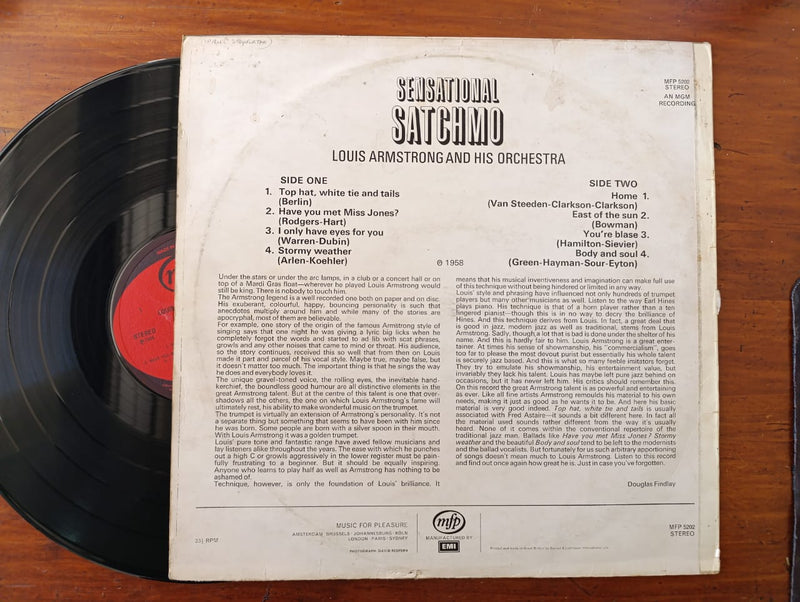 SENSATIONAL
SATCHMO
LOUIS ARMSTRONG AND HIS ORCHESTRA
MFP 5202
STEREO
AN MGM
RECORDING
SIDE ONE
1. Top hat, white tie and tails
(Berlin)
2. Have you met Miss Jones?
(Rodgers-Hart)
3. I only have eyes for you
(Warren-Dubin)
4. Stormy weather
(Arlen-Koehler)
SIDE TWO
Home 1.
(Van Steeden-Clarkson-Clarkson)
East of the sun 2.
(Bowman)
You're blase 3.
(Hamilton-Sievier)
Body and soul 4.
(Green-Heyman-Sour-Eyton)
℗ 1958
Under the stars or under the arc lamps, in a club or a concert hall or on
top of a Mardi Gras float—wherever he played Louis Armstrong would
still be king. There is nobody to touch him.
The Armstrong legend is a well recorded one both on paper and on disc.
His exuberant, colourful, happy, bouncing personality is such that
anecdotes multiply around him and while many of the stories are
apocryphal, most of them are believable.
For example, one story of the origin of the famous Armstrong style of
singing says that one night he was giving a lyric big licks when he
completely forgot the words and started to ad lib with scat phrases,
growls and any other noises that came to mind or throat. His audience,
so the story continues, received this so well that from then on Louis
made it part and parcel of his vocal style. Maybe true, maybe false, but
it doesn't matter too much. The important thing is that he sings the way
he does and everybody loves it.
The unique gravel-toned voice, the rolling eyes, the inevitable hand-
kerchief, the boundless good humour are all distinctive elements in the
great Armstrong talent. But at the centre of this talent is one that over-
shadows all the others, the one on which Louis Armstrong's fame will
ultimately rest, his ability to make wonderful music on the trumpet.
The trumpet is virtually an extension of Armstrong's personality. It's not
a separate thing but something that seems to have been with him since
he was born. Some people are born with a silver spoon in their mouth.
With Louis Armstrong it was a golden trumpet.
Louis' pure tone and fantastic range have awed fellow musicians and
lay listeners alike throughout the years. The ease with which he punches
out a high C or growls aggressively in the lower register must be pain-
fully frustrating to a beginner. But it should be equally inspiring.
Anyone who learns to play half as well as Armstrong has nothing to be
ashamed of.
Technique, however, is only the foundation of Louis' brilliance. It
means that his musical inventiveness and imagination can make full use
of this technique without being hindered or limited in any way.
Louis' style and phrasing have influenced not only hundreds of trumpet
players but many other musicians as well. Listen to the way Earl Hines
plays piano. His technique is that of a horn player rather than a ten
fingered pianist—though this is in no way to decry the brilliance of
Hines. And this technique derives from Louis. In fact, a great deal that
is good in jazz, modern jazz as well as traditional, stems from Louis
Armstrong. Sadly, though, a lot that is bad is done under the shelter of his
name. And this is hardly fair to him. Louis Armstrong is a great enter-
tainer. At times his sense of showmanship, his "commercialism", goes
too far to please the most devout purist but essentially his whole talent
is securely jazz based. And this is what so many feeble imitators forget.
They try to emulate his showmanship, his entertainment value, but
invariably they lack his talent. Louis may have left pure jazz behind on
occasions, but it has never left him. His critics should remember this.
On this record the great Armstrong talent is as powerful and entertaining
as ever. Like all fine artists Armstrong remoulds his material to his own
needs, making it just as good as he wants it to be. And here his basic
material is very good indeed. Top hat, white tie and tails is usually
associated with Fred Astaire—it sounds a bit different here. In fact all
the material used sounds rather different from the way it's usually
heard. None of it comes within the conventional repertoire of the
traditional jazz men. Ballads like Have you met Miss Jones? Stormy
weather and the beautiful Body and soul tend to be left to the modernists
and the ballad vocalists. But fortunately for us such arbitrary apportioning
of songs doesn't mean much to Louis Armstrong. Listen to this record
and find out once again how great he is. Just in case you've forgotten.
Douglas Findlay
33⅓ RPM
MUSIC FOR PLEASURE
AMSTERDAM·BRUSSELS·JOHANNESBURG·KÖLN
LONDON·PARIS·SYDNEY
PHOTOGRAPH: DAVID REDFERN
mfp
MANUFACTURED BY
EMI
MFP 5202
STEREO
mfp
STEREO